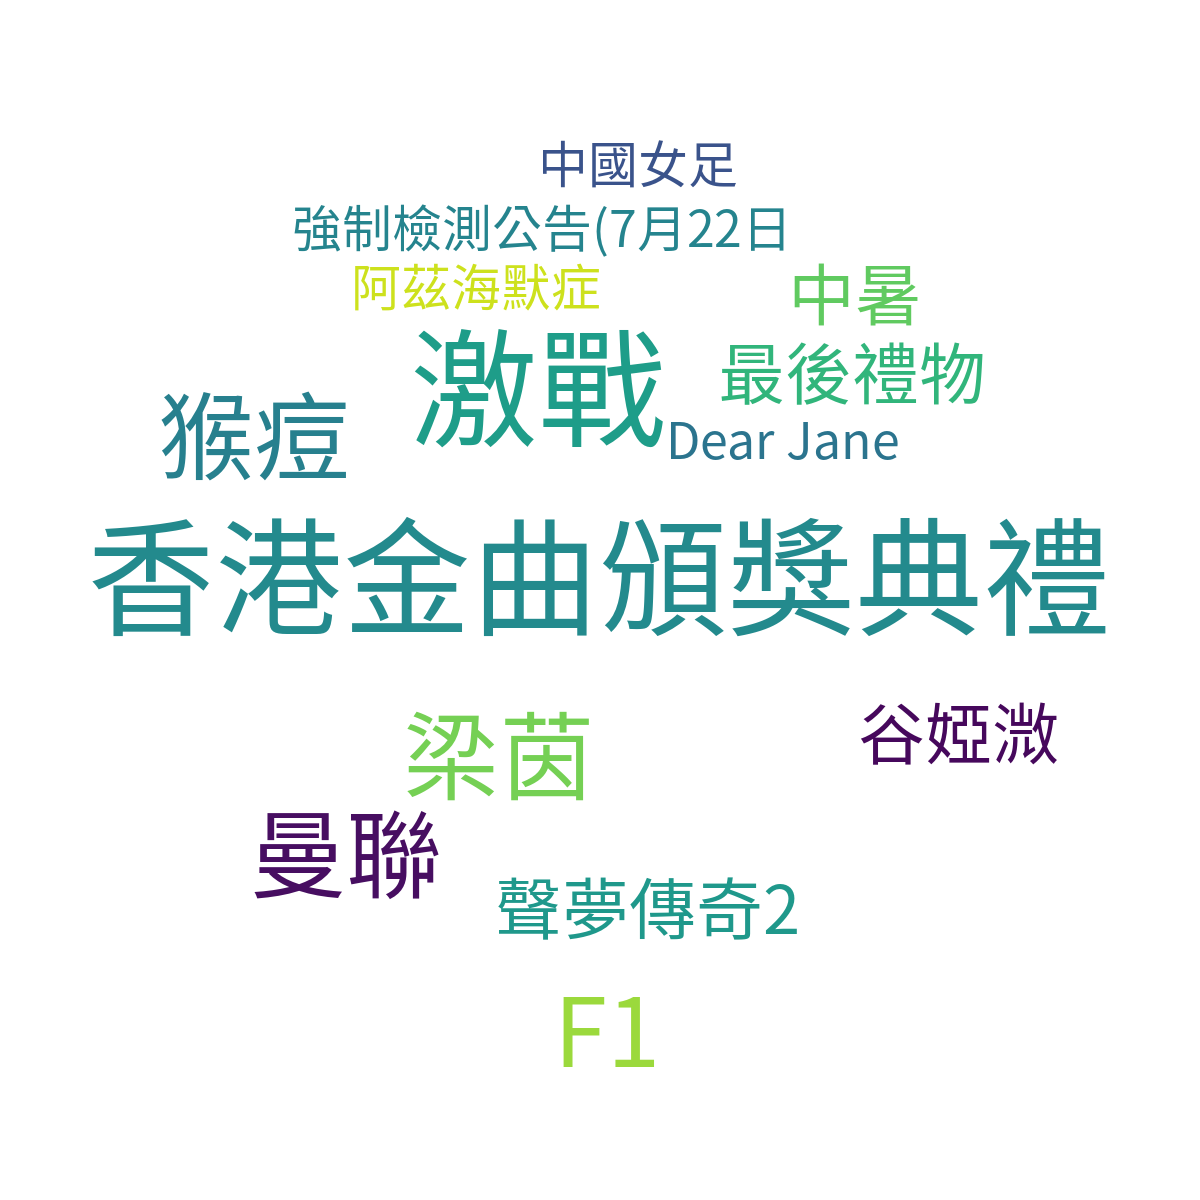 中國女足
強制檢測公告(7月22日
阿茲海默症
中暑
激戰
最後禮物
猴痘
Dear Jane
香港金曲頒獎典禮
梁茵
谷婭溦
曼聯
聲夢傳奇2
F1